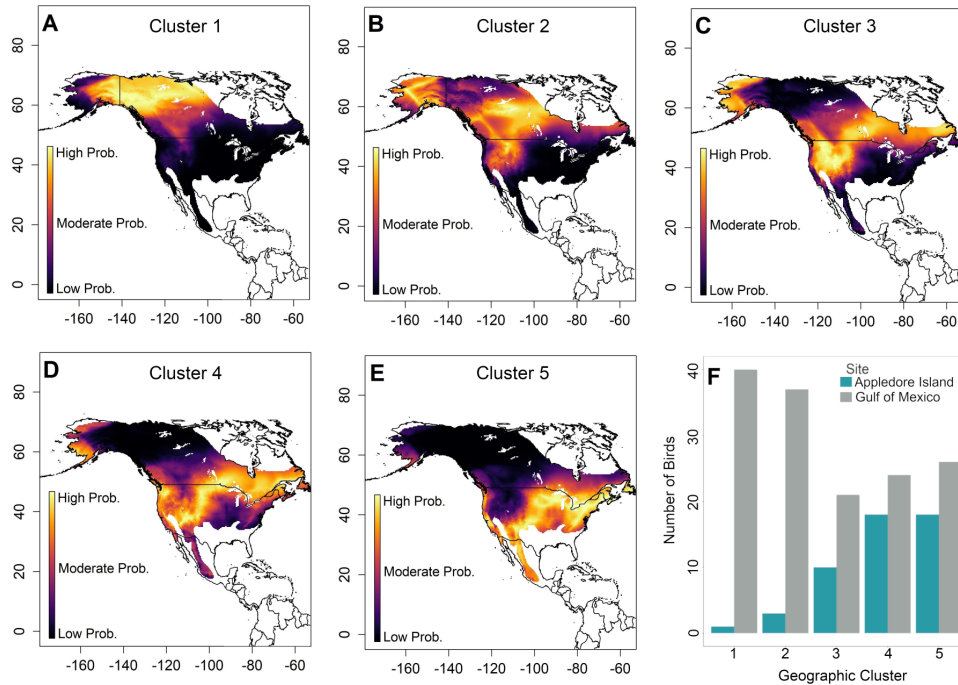 A
Cluster 1
80
60
40
20
0
High Prob.
Moderate Prob.
Low Prob.
-160 -140 -120 -100 -80 -60
B
Cluster 2
80
60
40
20
0
High Prob.
Moderate Prob.
Low Prob.
-160 -140 -120 -100 -80 -60
C
Cluster 3
80
60
40
20
0
High Prob.
Moderate Prob.
Low Prob.
-160 -140 -120 -100 -80 -60
D
Cluster 4
80
60
40
20
0
High Prob.
Moderate Prob.
Low Prob.
-160 -140 -120 -100 -80 -60
E
Cluster 5
80
60
40
20
0
High Prob.
Moderate Prob.
Low Prob.
-160 -140 -120 -100 -80 -60
F
Site
Appledore Island
Gulf of Mexico
Number of Birds
40
30
20
10
0
1 2 3 4 5
Geographic Cluster